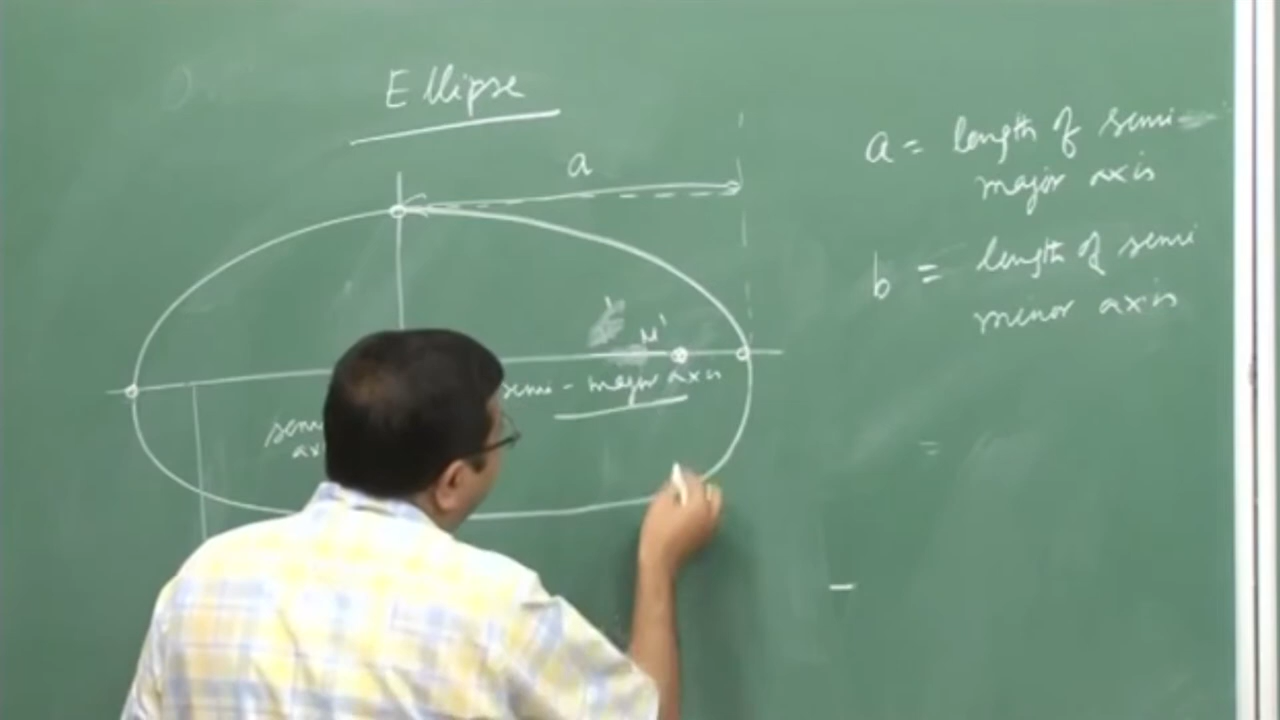 Ellipse
a
a = length of semi-
major axis
b = length of semi
minor axis
M'
semi - major axis
=
-